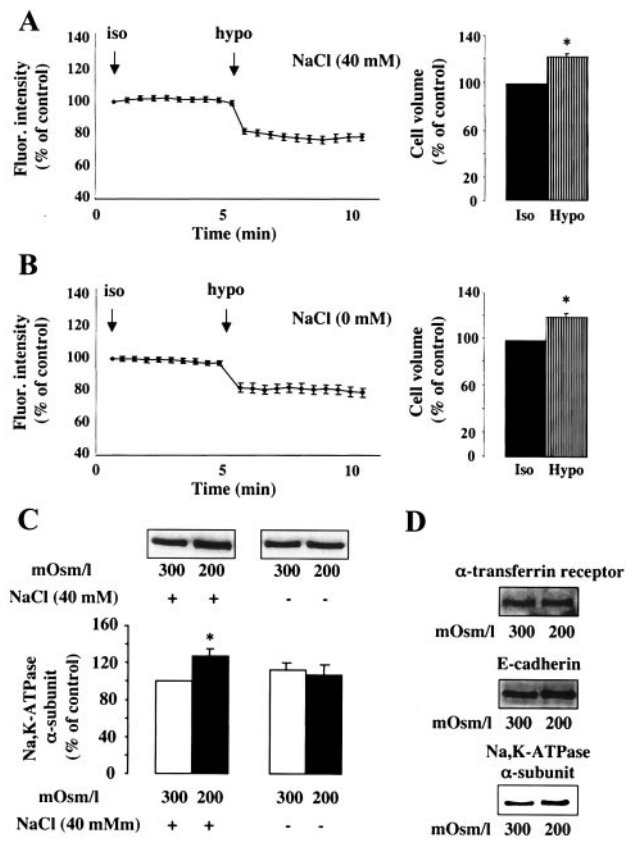 A
140
120
100
80
60
40
Fluor. intensity
(% of control)
iso
hypo
NaCl (40 mM)
0
5
10
Time (min)
140
100
60
20
0
Cell volume
(% of control)
*
Iso
Hypo
B
140
120
100
80
60
40
Fluor. intensity
(% of control)
iso
hypo
NaCl (0 mM)
0
5
10
Time (min)
140
100
60
20
0
Cell volume
(% of control)
*
Iso
Hypo
C
mOsm/l
300 200
300 200
NaCl (40 mM)
+ +
- -
160
120
80
40
0
Na,K-ATPase
α-subunit
(% of control)
*
mOsm/l
300 200
300 200
NaCl (40 mMm)
+ +
- -
D
α-transferrin receptor
mOsm/l 300 200
E-cadherin
mOsm/l 300 200
Na,K-ATPase
α-subunit
mOsm/l 300 200